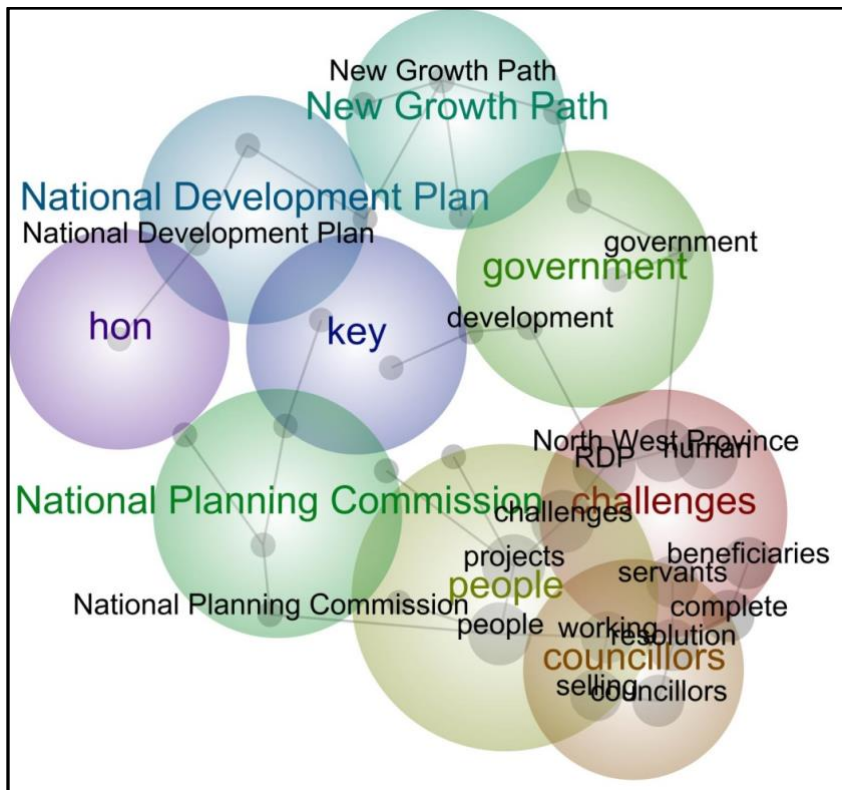 New Growth Path
New Growth Path
National Development Plan
National Development Plan
government
government
hon
key
development
North West Province
RDP
human
National Planning Commission
challenges
challenges
projects
beneficiaries
servants
people
National Planning Commission
complete
people
working
resolution
councillors
selling
councillors